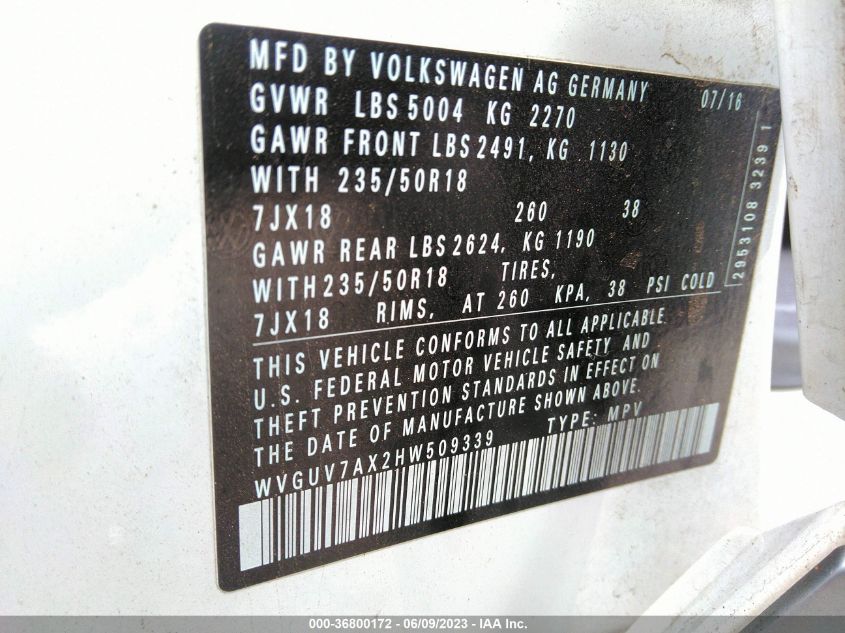 MFD BY VOLKSWAGEN AG GERMANY 07/16
GVWR LBS 5004 KG 2270
GAWR FRONT LBS 2491, KG 1130
WITH 235/50R18
7JX18 260 38
GAWR REAR LBS 2624, KG 1190
WITH 235/50R18 TIRES,
7JX18 RIMS, AT 260 KPA, 38 PSI COLD
THIS VEHICLE CONFORMS TO ALL APPLICABLE
U.S. FEDERAL MOTOR VEHICLE SAFETY AND
THEFT PREVENTION STANDARDS IN EFFECT ON
THE DATE OF MANUFACTURE SHOWN ABOVE.
WVGUV7AX2HW509339 TYPE: MPV
2953108 3239 1
000-36800172 - 06/09/2023 - IAA Inc.